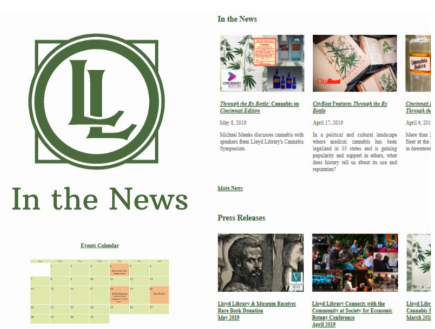 LL
In the News
Events Calendar
In the News
Through the Rx Bottle: Cannabis on
Cincinnati Edition
May 8, 2019
Michael Monks discusses cannabis with
speakers from Lloyd Library's Cannabis
Symposium.
CityBeat
CityBeat Features Through the Rx
Bottle
April 17, 2019
In a political and cultural landscape
where medical cannabis has been
legalized in 33 states and is gaining
popularity and support in others, what
does history tell us about its use and
reputation?
Cincinnati
Through the
April 4, 201
More than
floor at the
in downtown
More News
Press Releases
Lloyd Library & Museum Receives
Rare Book Donation
May 2019
Lloyd Library Connects with the
Community at Society for Economic
Botany Conference
April 2019
Lloyd Libr
Cannabis S
March 201